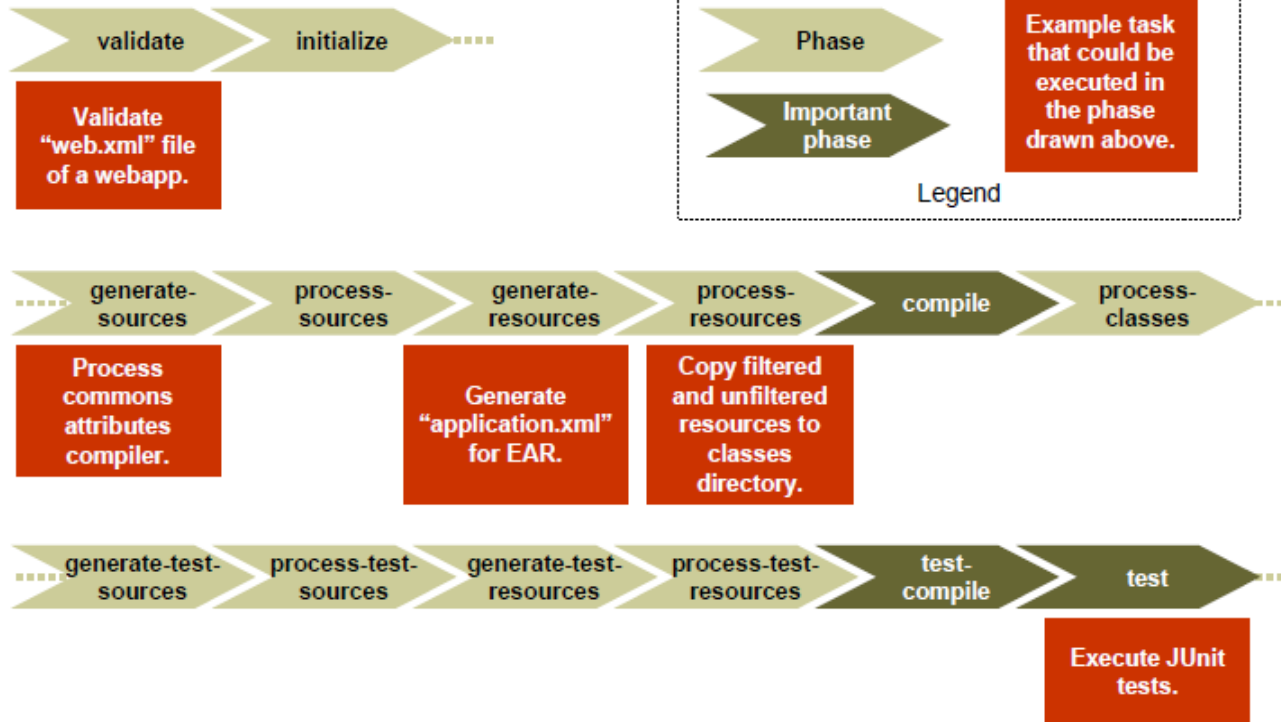 validate
initialize
Validate
“web.xml” file
of a webapp.
Phase
Important
phase
Example task
that could be
executed in
the phase
drawn above.
Legend
generate-
sources
process-
sources
generate-
resources
process-
resources
compile
process-
classes
Process
commons
attributes
compiler.
Generate
“application.xml”
for EAR.
Copy filtered
and unfiltered
resources to
classes
directory.
generate-test-
sources
process-test-
sources
generate-test-
resources
process-test-
resources
test-
compile
test
Execute JUnit
tests.